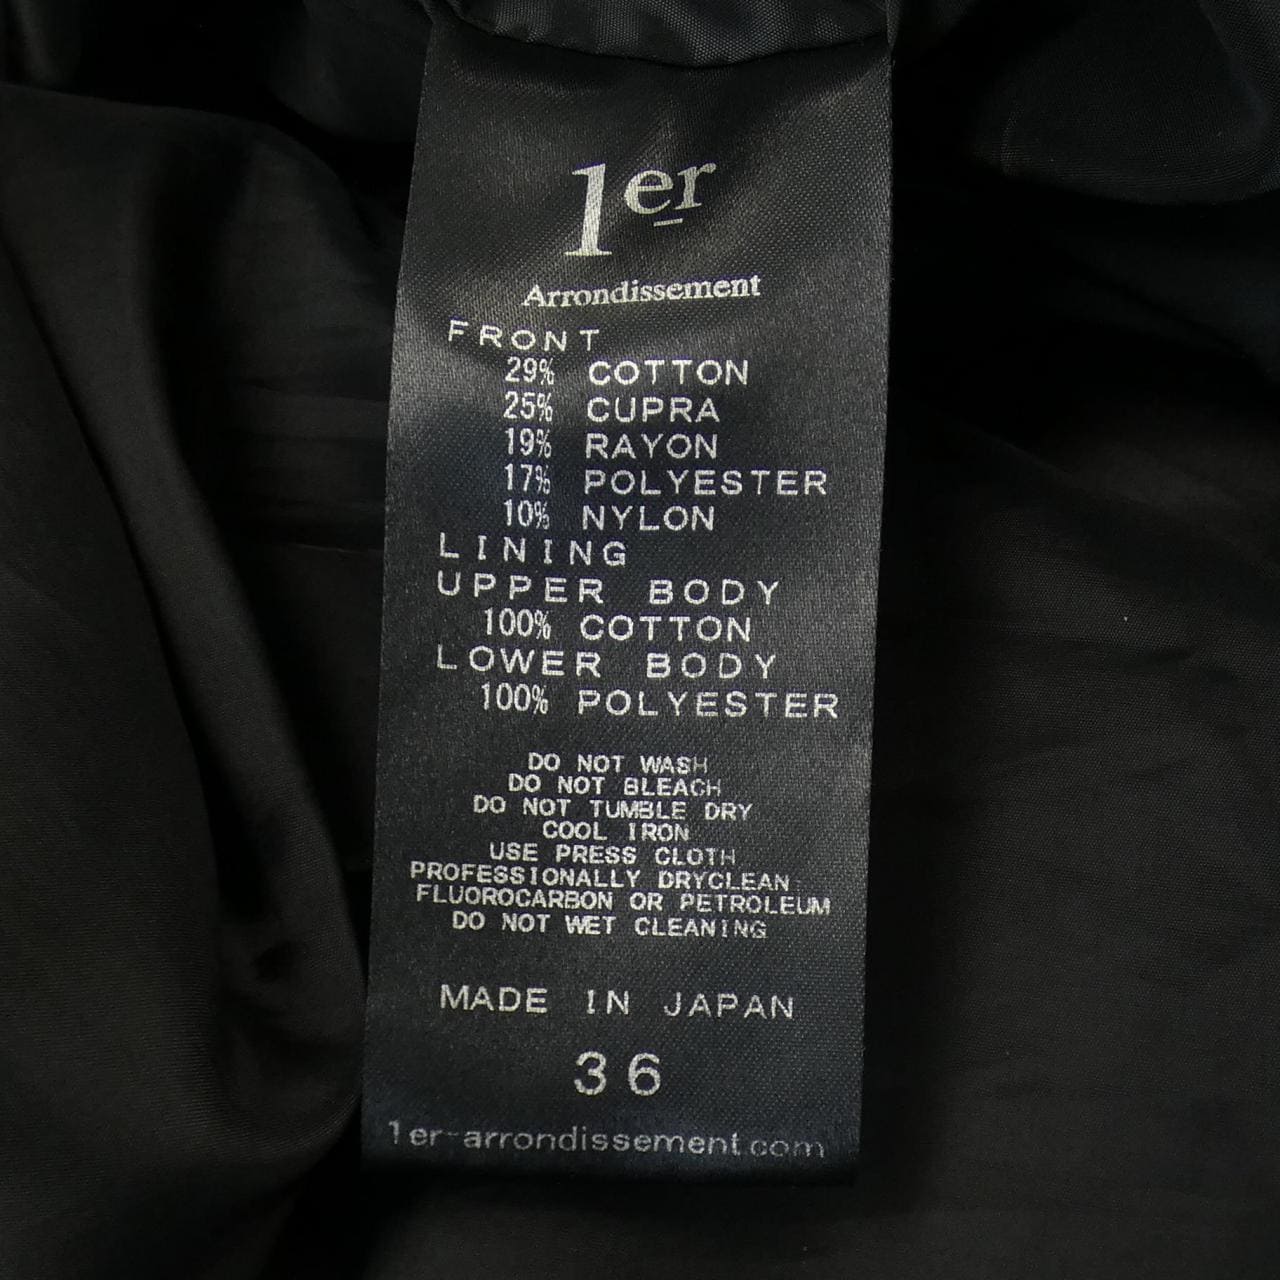 1er
Arrondissement
FRONT
29% COTTON
25% CUPRA
19% RAYON
17% POLYESTER
10% NYLON
LINING
UPPER BODY
100% COTTON
LOWER BODY
100% POLYESTER
DO NOT WASH
DO NOT BLEACH
DO NOT TUMBLE DRY
COOL IRON
USE PRESS CLOTH
PROFESSIONALLY DRYCLEAN
FLUOROCARBON OR PETROLEUM
DO NOT WET CLEANING
MADE IN JAPAN
36
1er-arrondissement.com